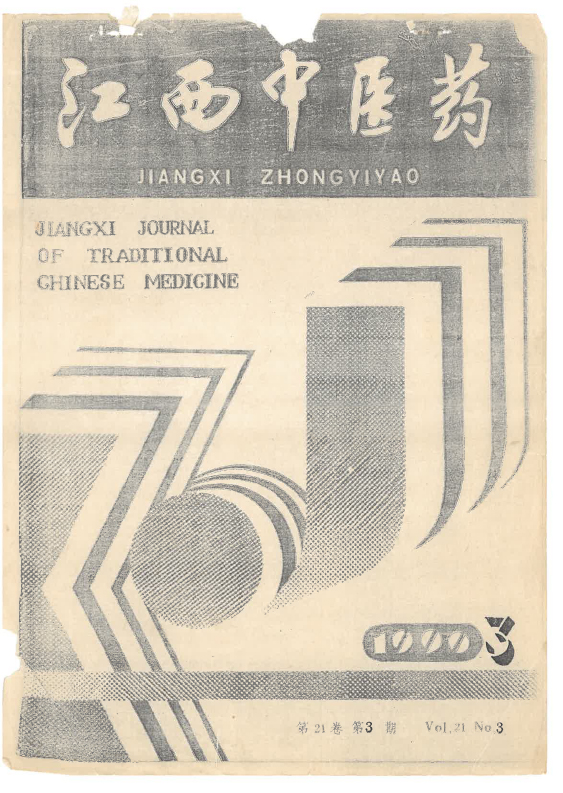 江西中医药
JIANGXI ZHONGYIYAO
JIANGXI JOURNAL
OF TRADITIONAL
CHINESE MEDICINE
1990 3
第21卷 第3期 Vol.21 No.3